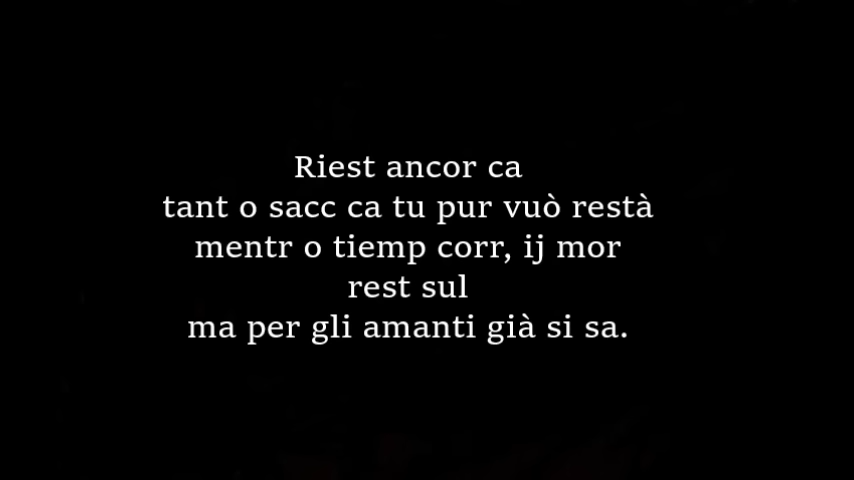 Riest ancor ca
tant o sacc ca tu pur vuò restà
mentr o tiemp corr, ij mor
rest sul
ma per gli amanti già si sa.